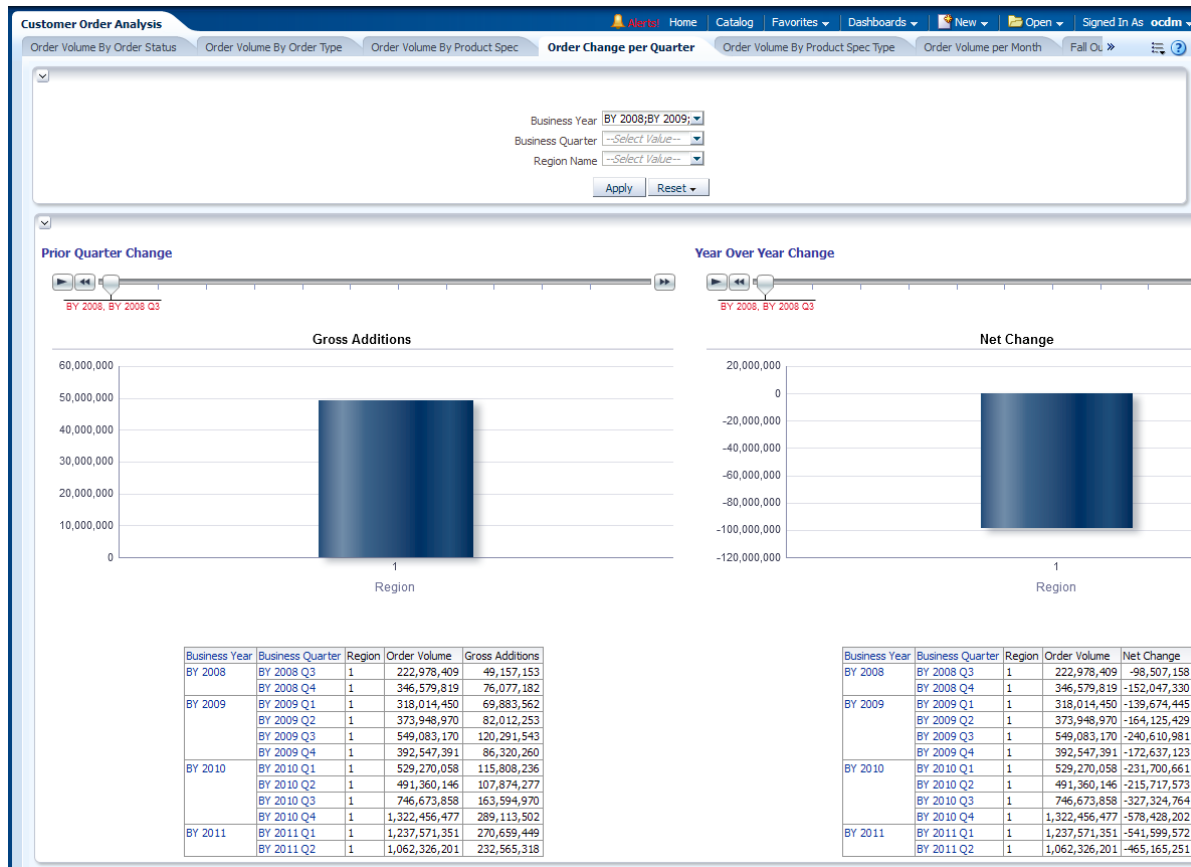 Customer Order Analysis
Alerts! Home Catalog Favorites Dashboards New Open Signed In As ocdm
Order Volume By Order Status Order Volume By Order Type Order Volume By Product Spec Order Change per Quarter Order Volume By Product Spec Type Order Volume per Month Fall Ou »
Business Year BY 2008;BY 2009;
Business Quarter --Select Value--
Region Name --Select Value--
Apply Reset
Prior Quarter Change
BY 2008, BY 2008 Q3
Gross Additions
60,000,000
50,000,000
40,000,000
30,000,000
20,000,000
10,000,000
0
1
Region
Business Year Business Quarter Region Order Volume Gross Additions
BY 2008 BY 2008 Q3 1 222,978,409 49,157,153
BY 2008 Q4 1 346,579,819 76,077,182
BY 2009 BY 2009 Q1 1 318,014,450 69,883,562
BY 2009 Q2 1 373,948,970 82,012,253
BY 2009 Q3 1 549,083,170 120,291,543
BY 2009 Q4 1 392,547,391 86,320,260
BY 2010 BY 2010 Q1 1 529,270,058 115,808,236
BY 2010 Q2 1 491,360,146 107,874,277
BY 2010 Q3 1 746,673,858 163,594,970
BY 2010 Q4 1 1,322,456,477 289,113,502
BY 2011 BY 2011 Q1 1 1,237,571,351 270,659,449
BY 2011 Q2 1 1,062,326,201 232,565,318
Year Over Year Change
BY 2008, BY 2008 Q3
Net Change
20,000,000
0
-20,000,000
-40,000,000
-60,000,000
-80,000,000
-100,000,000
-120,000,000
1
Region
Business Year Business Quarter Region Order Volume Net Change
BY 2008 BY 2008 Q3 1 222,978,409 -98,507,158
BY 2008 Q4 1 346,579,819 -152,047,330
BY 2009 BY 2009 Q1 1 318,014,450 -139,674,445
BY 2009 Q2 1 373,948,970 -164,125,429
BY 2009 Q3 1 549,083,170 -240,610,981
BY 2009 Q4 1 392,547,391 -172,637,123
BY 2010 BY 2010 Q1 1 529,270,058 -231,700,661
BY 2010 Q2 1 491,360,146 -215,717,573
BY 2010 Q3 1 746,673,858 -327,324,764
BY 2010 Q4 1 1,322,456,477 -578,428,202
BY 2011 BY 2011 Q1 1 1,237,571,351 -541,599,572
BY 2011 Q2 1 1,062,326,201 -465,165,251